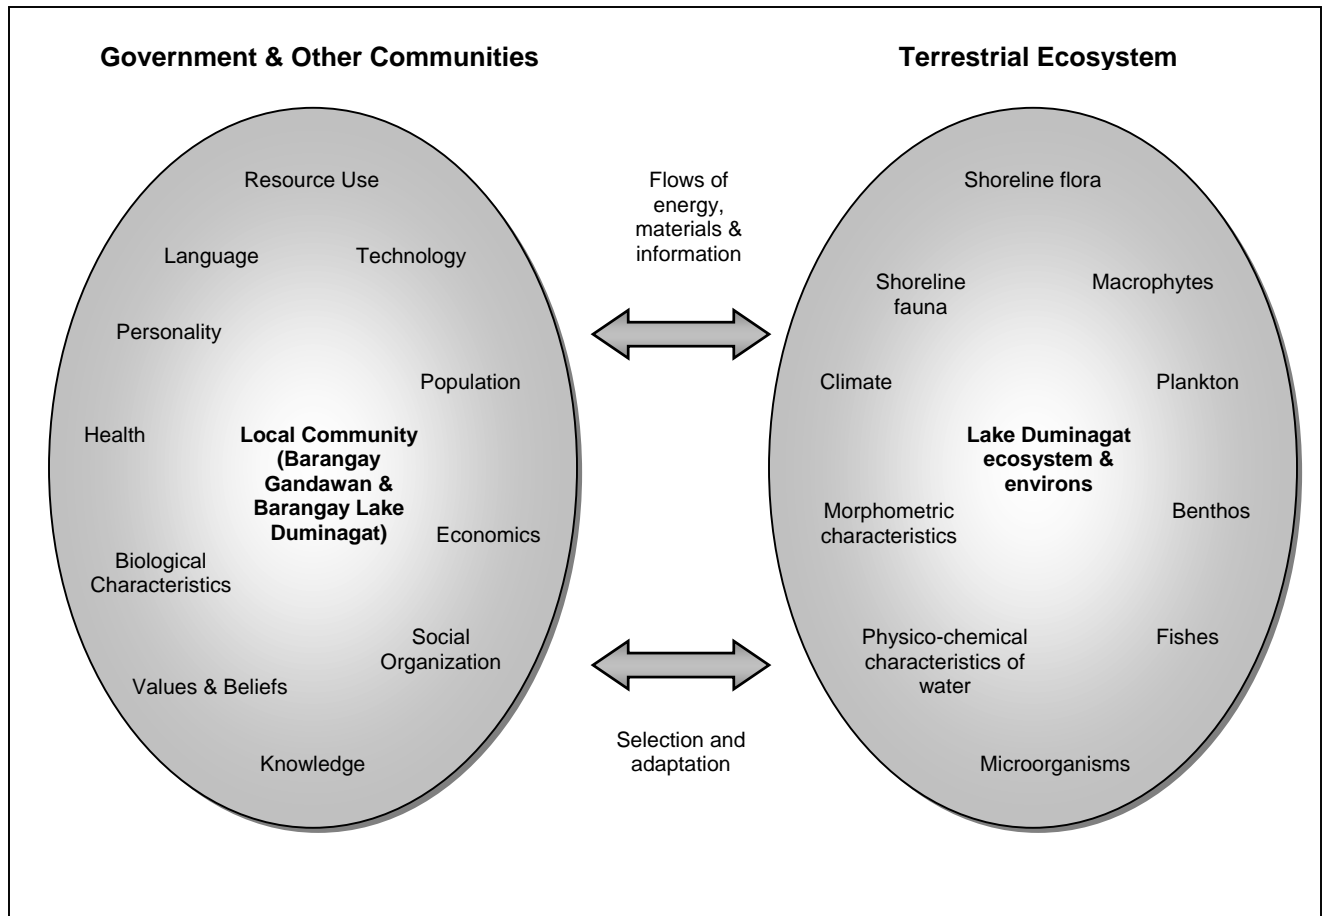 Government & Other Communities
Terrestrial Ecosystem
Resource Use
Language
Technology
Personality
Population
Health
Local Community
(Barangay
Gandawan &
Barangay Lake
Duminagat)
Economics
Biological
Characteristics
Social
Organization
Values & Beliefs
Knowledge
Flows of
energy,
materials &
information
Selection and
adaptation
Shoreline flora
Shoreline
fauna
Macrophytes
Climate
Plankton
Lake Duminagat
ecosystem &
environs
Morphometric
characteristics
Benthos
Physico-chemical
characteristics of
water
Fishes
Microorganisms